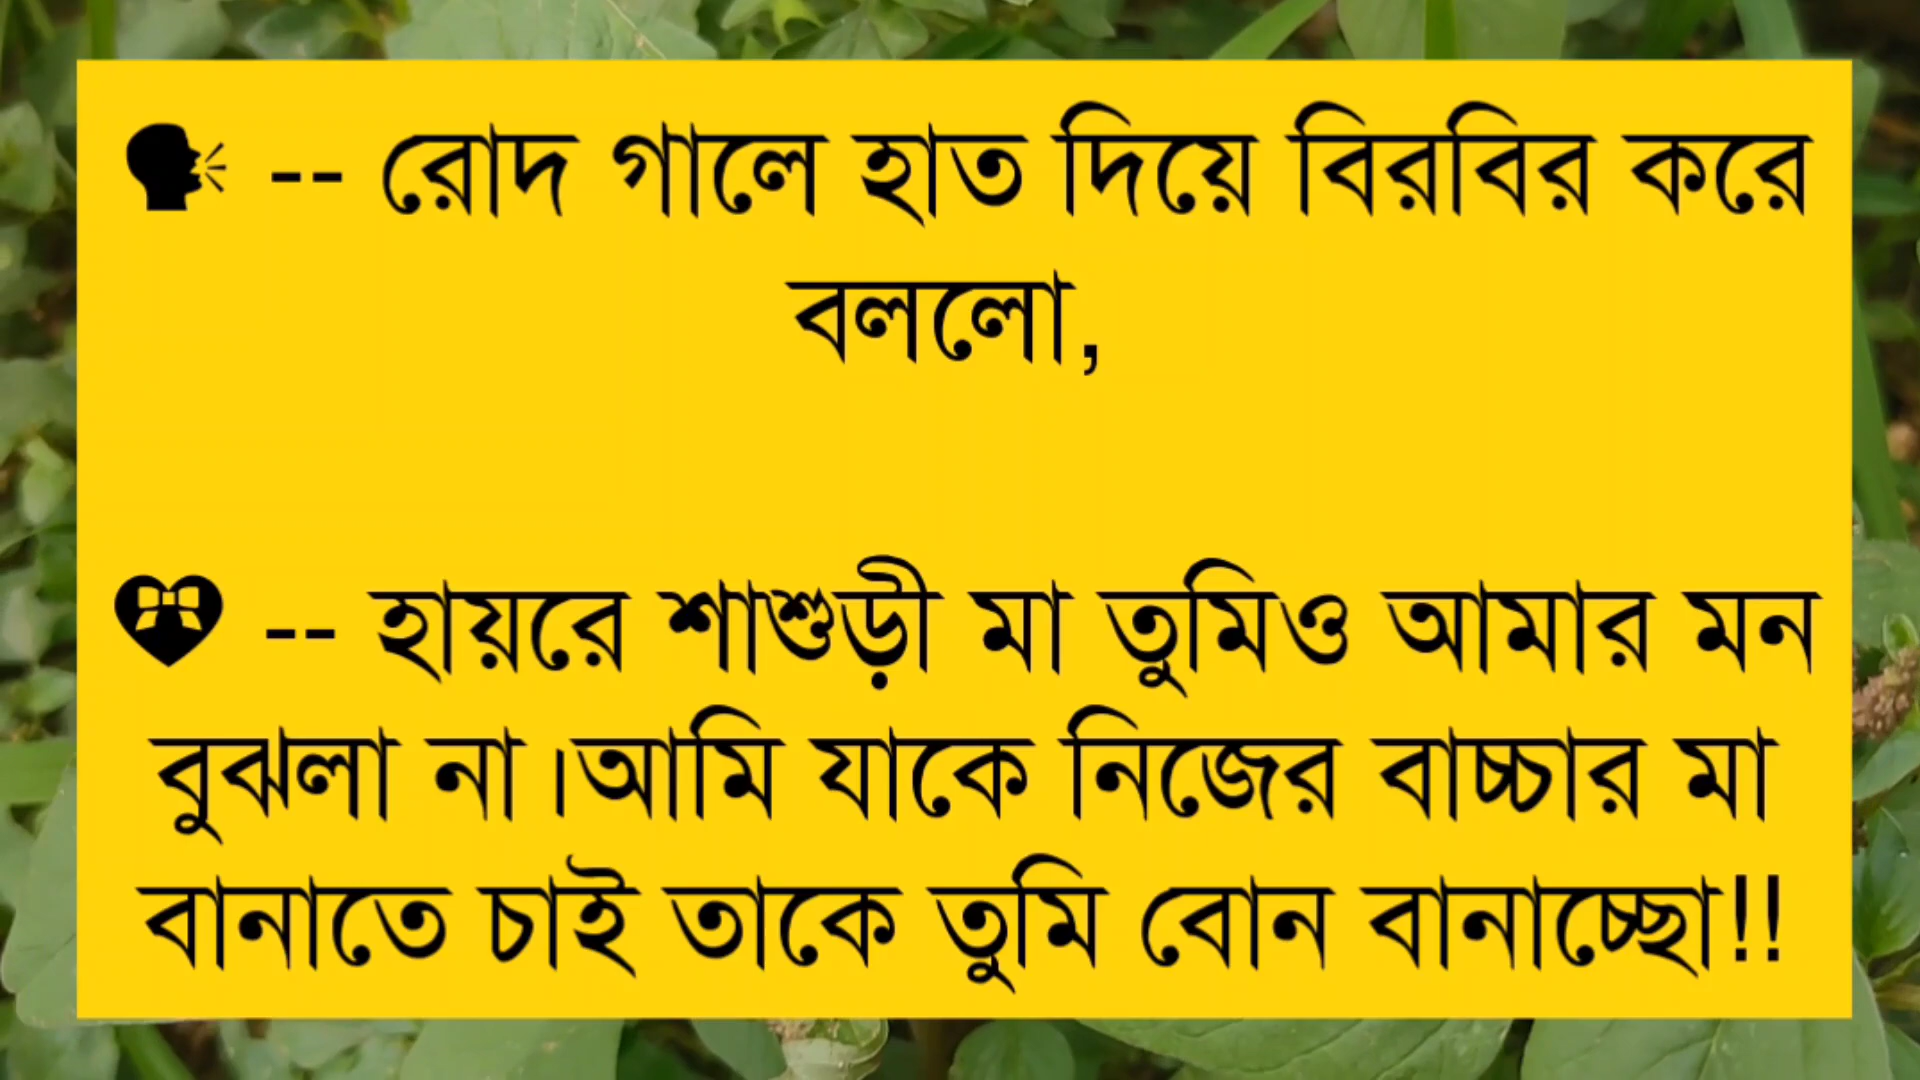 🗣 -- রোদ গালে হাত দিয়ে বিরবির করে
বললো,
💝 -- হায়রে শাশুড়ী মা তুমিও আমার মন
বুঝলা না।আমি যাকে নিজের বাচ্চার মা
বানাতে চাই তাকে তুমি বোন বানাচ্ছো!!